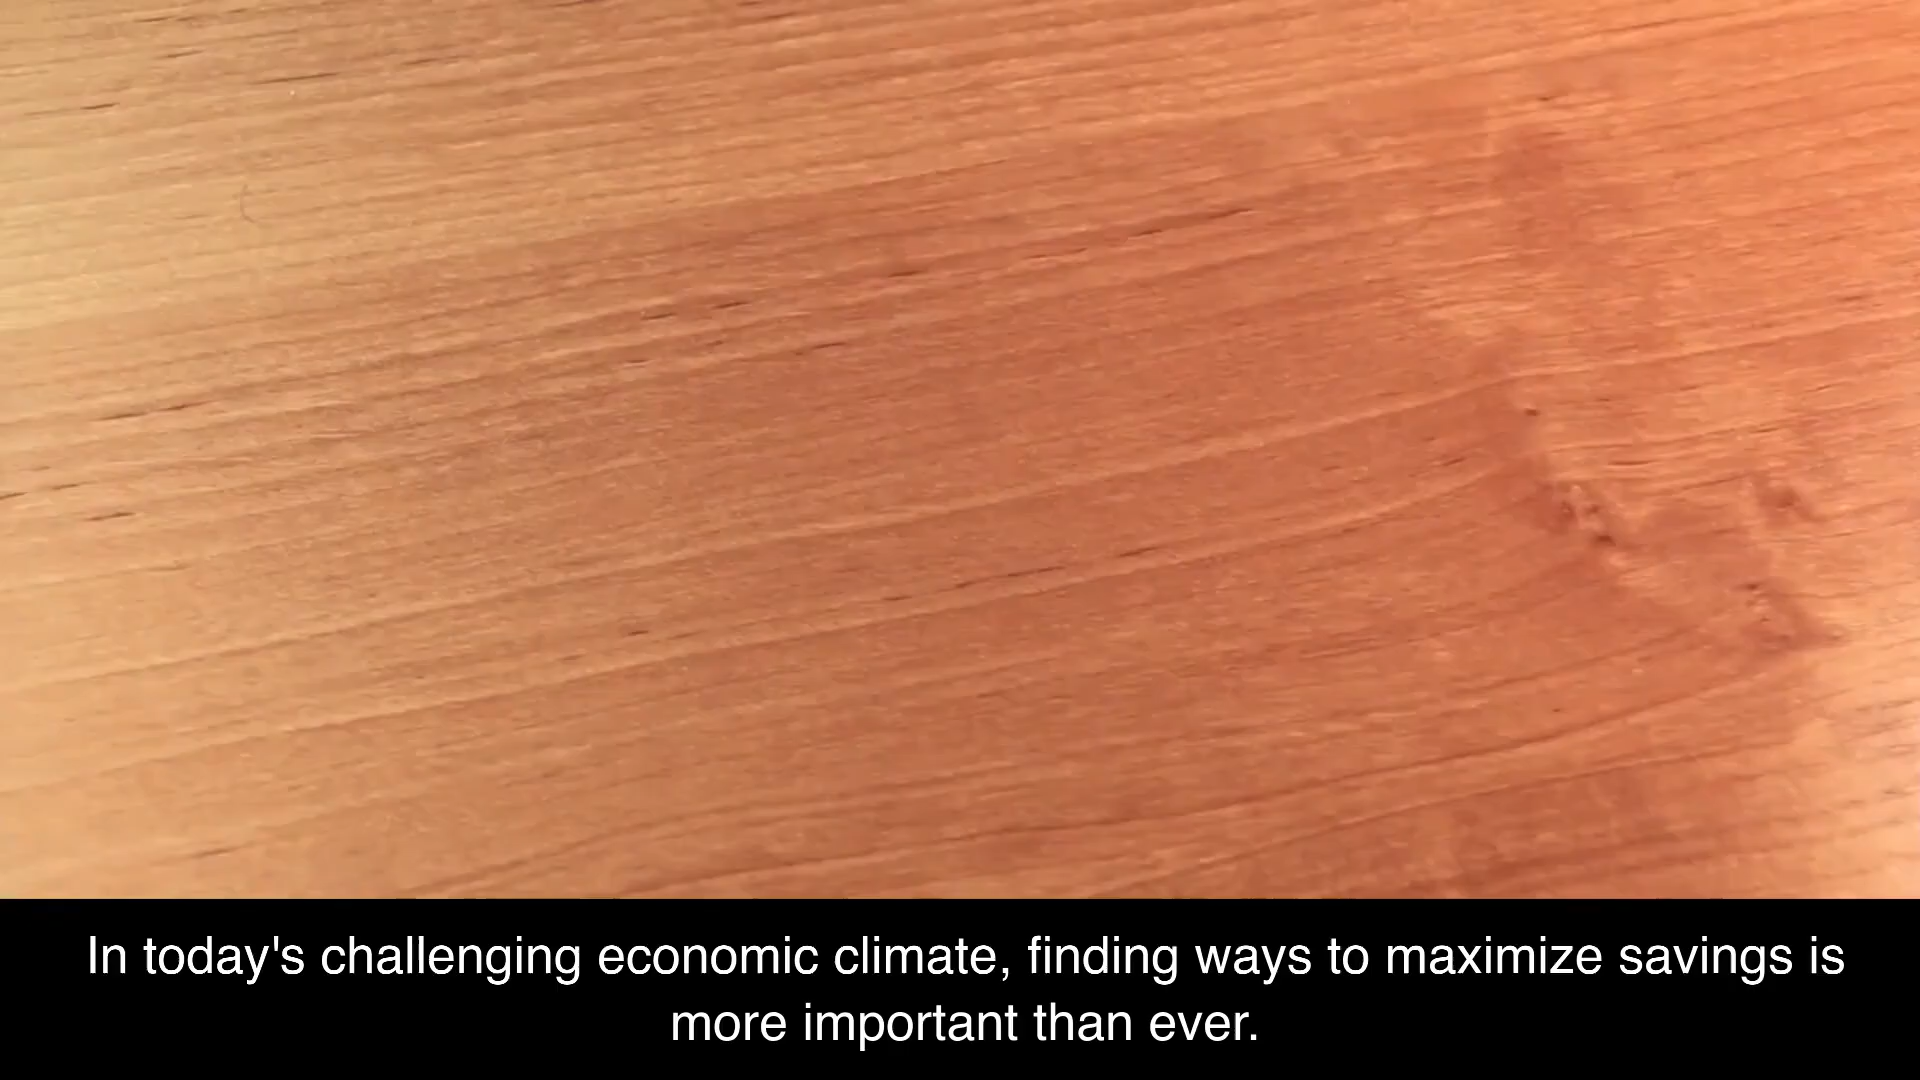 In today's challenging economic climate, finding ways to maximize savings is
more important than ever.